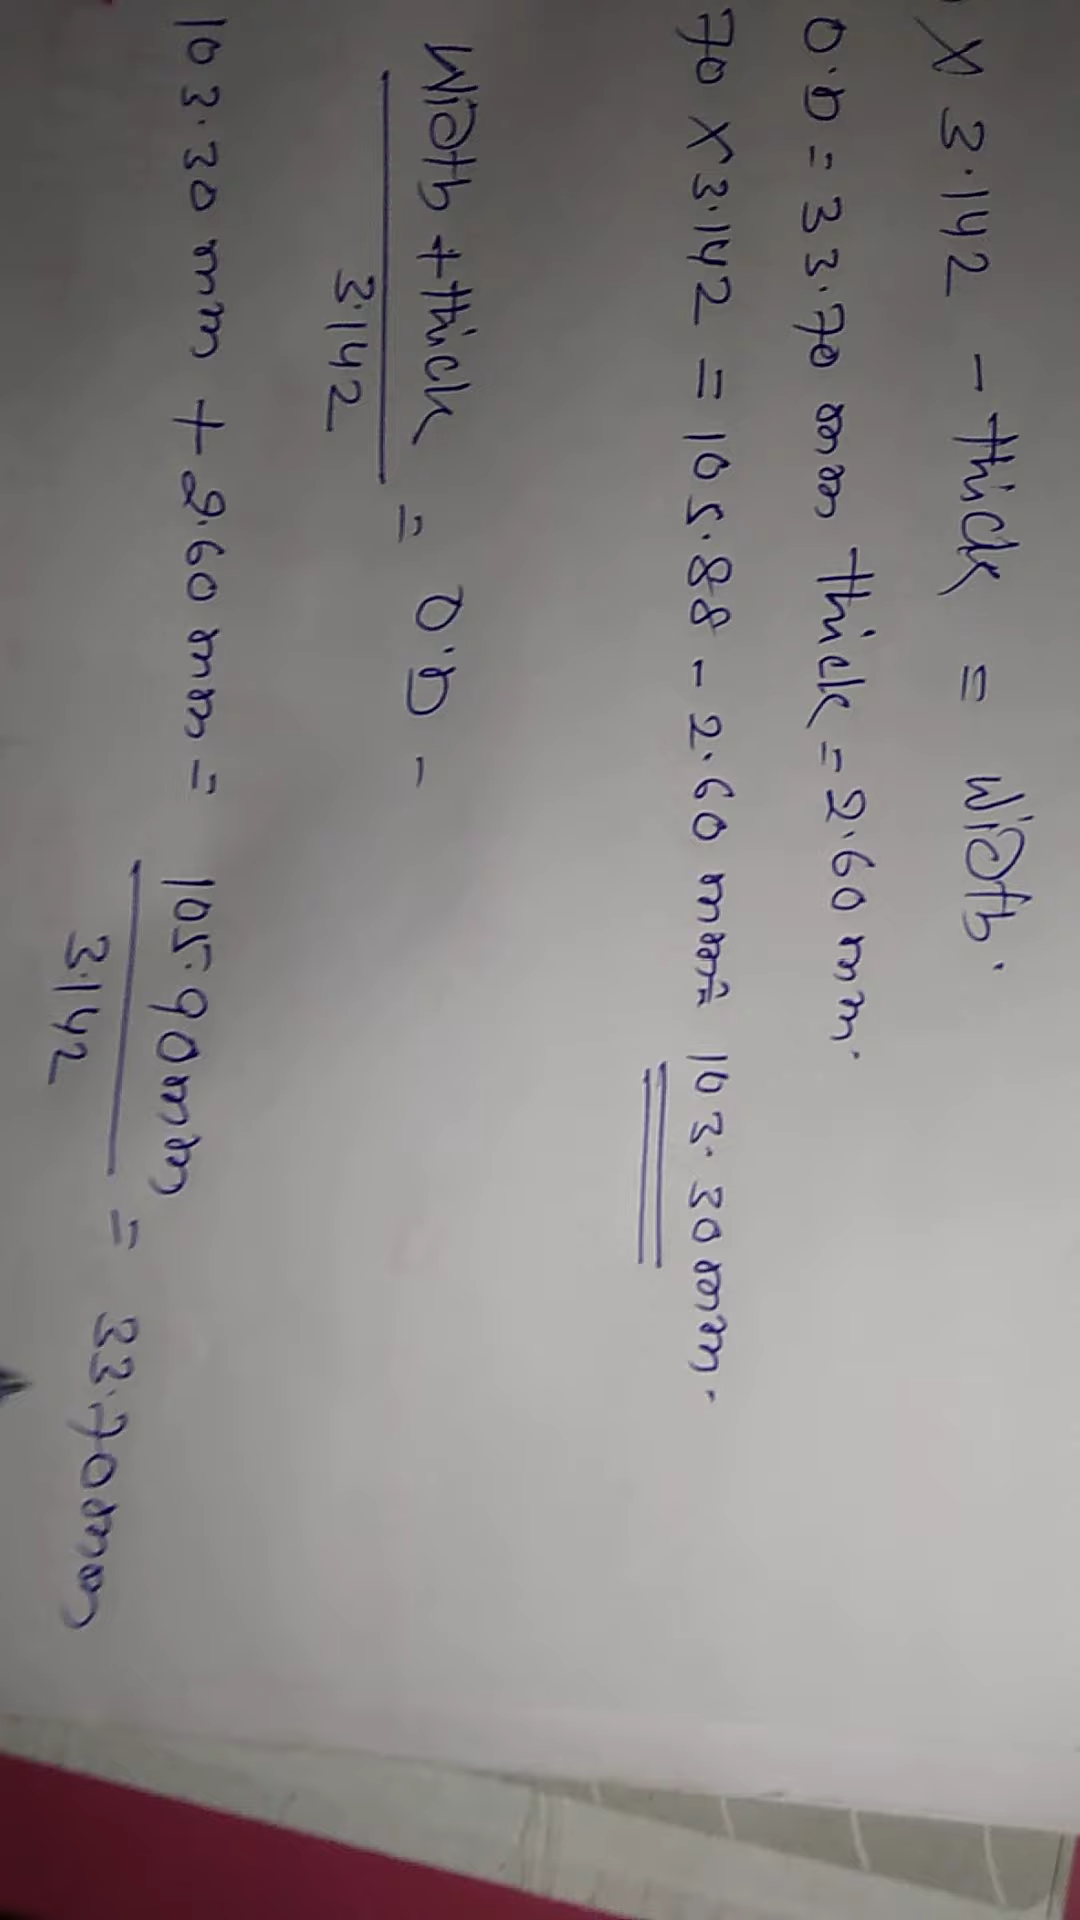 X 3.142 - thick = width.
O.D = 33.70 mm thick = 2.60 mm.
70 X 3.142 = 105.88 - 2.60 mm = 103.30 mm.
width + thick
3.142
= O.D -
103.30 mm + 2.60 mm = 105.90 mm
3.142
= 33.70 mm